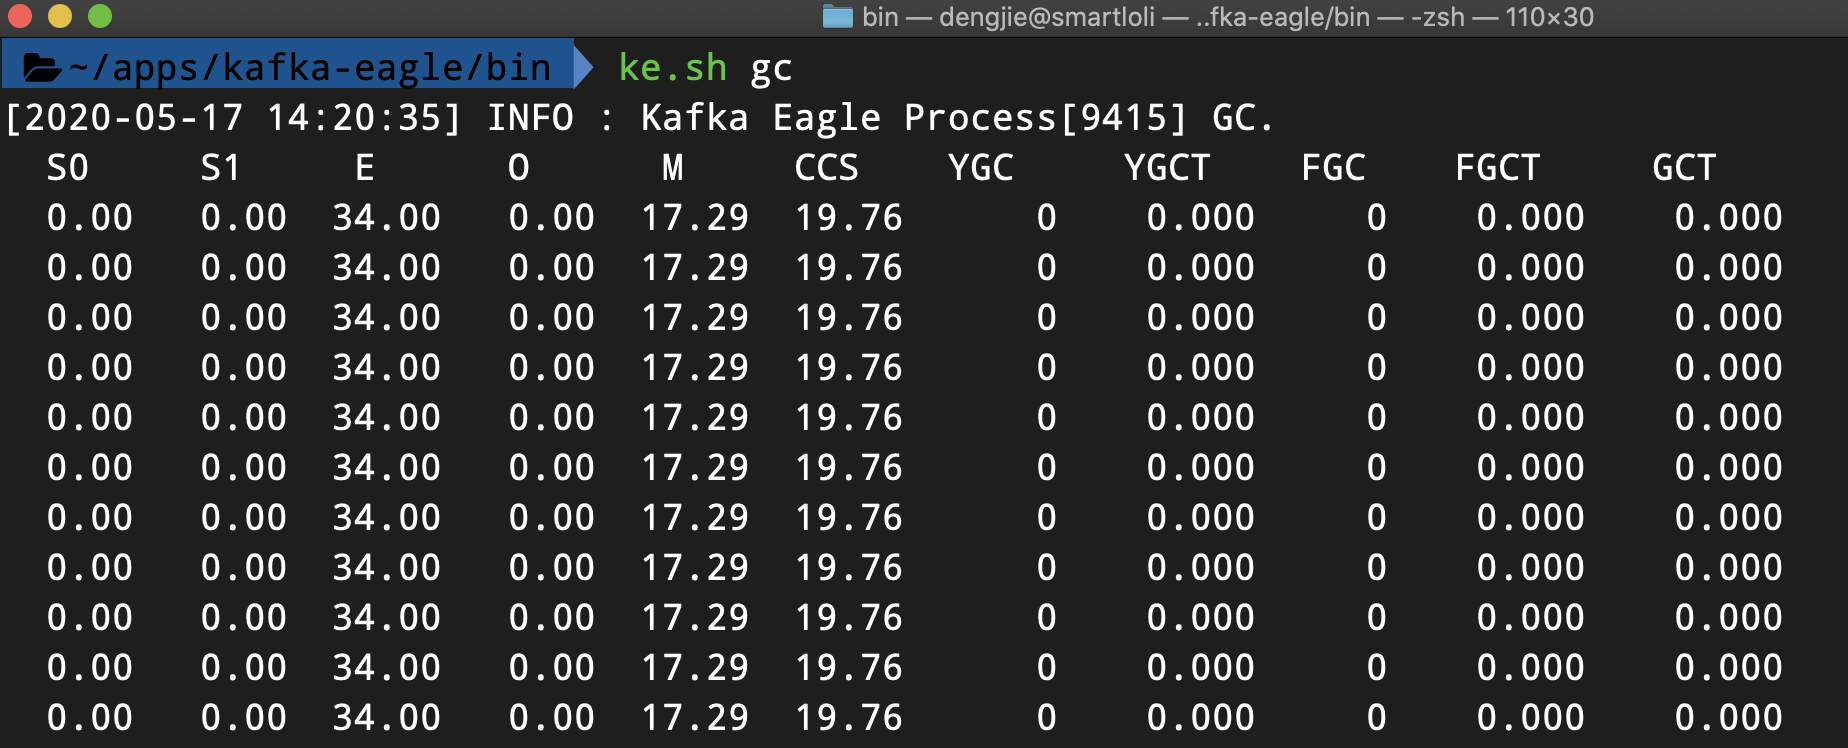 bin — dengjie@smartloli — ..fka-eagle/bin — -zsh — 110×30
~/apps/kafka-eagle/bin ke.sh gc
[2020-05-17 14:20:35] INFO : Kafka Eagle Process[9415] GC.
S0 S1 E O M CCS YGC YGCT FGC FGCT GCT
0.00 0.00 34.00 0.00 17.29 19.76 0 0.000 0 0.000 0.000
0.00 0.00 34.00 0.00 17.29 19.76 0 0.000 0 0.000 0.000
0.00 0.00 34.00 0.00 17.29 19.76 0 0.000 0 0.000 0.000
0.00 0.00 34.00 0.00 17.29 19.76 0 0.000 0 0.000 0.000
0.00 0.00 34.00 0.00 17.29 19.76 0 0.000 0 0.000 0.000
0.00 0.00 34.00 0.00 17.29 19.76 0 0.000 0 0.000 0.000
0.00 0.00 34.00 0.00 17.29 19.76 0 0.000 0 0.000 0.000
0.00 0.00 34.00 0.00 17.29 19.76 0 0.000 0 0.000 0.000
0.00 0.00 34.00 0.00 17.29 19.76 0 0.000 0 0.000 0.000
0.00 0.00 34.00 0.00 17.29 19.76 0 0.000 0 0.000 0.000
0.00 0.00 34.00 0.00 17.29 19.76 0 0.000 0 0.000 0.000